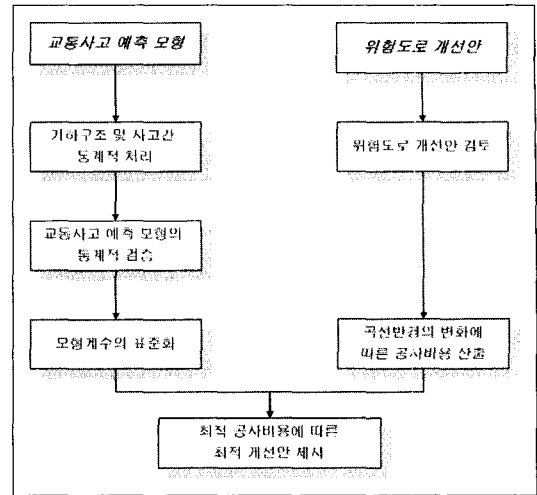 교통사고 예측 모형
기하구조 및 사고간
통계적 처리
교통사고 예측 모형의
통계적 검증
모형계수의 표준화
위험도로 개선안
위험도로 개선안 검토
곡선반경의 변화에
따른 공사비용 산출
최적 공사비용에 따른
최적 개선안 제시